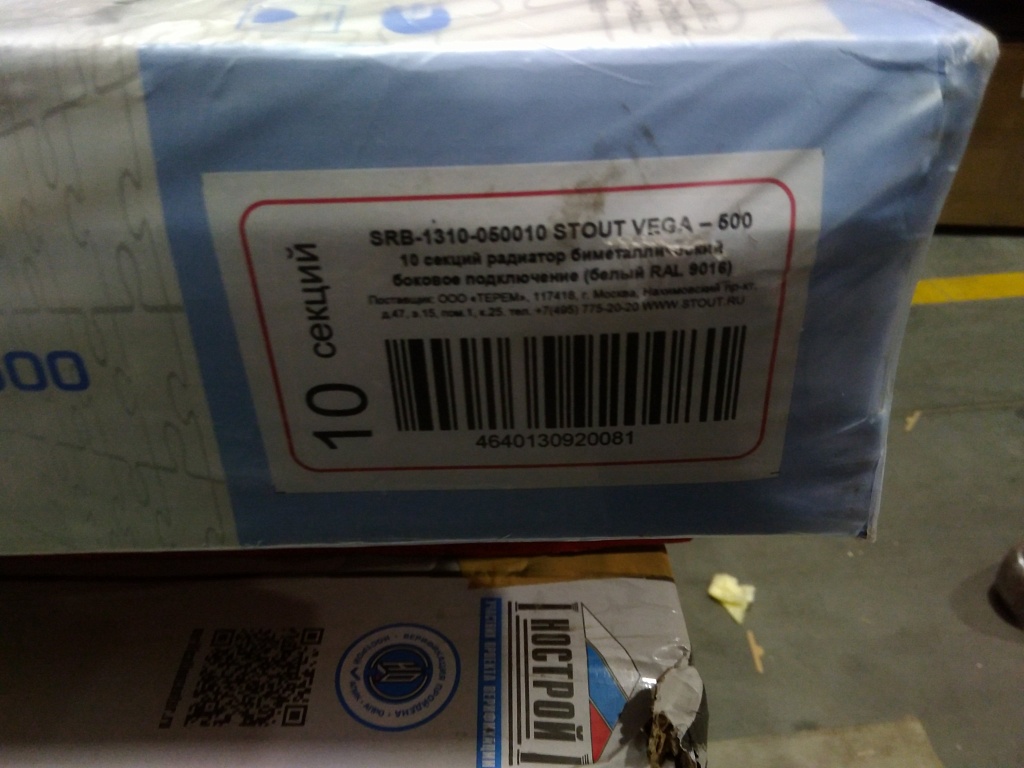 SRB-1310-050010 STOUT VEGA – 500
10 секций радиатор биметаллический
боковое подключение (белый RAL 9016)
Поставщик: ООО «ТЕРЕМ», 117418, г. Москва, Нахимовский пр-кт,
д.47, э.15, пом.1, к.25. тел. +7(495) 775-20-20 WWW.STOUT.RU
10 секций
4640130920081
500
НОСТРОЙ